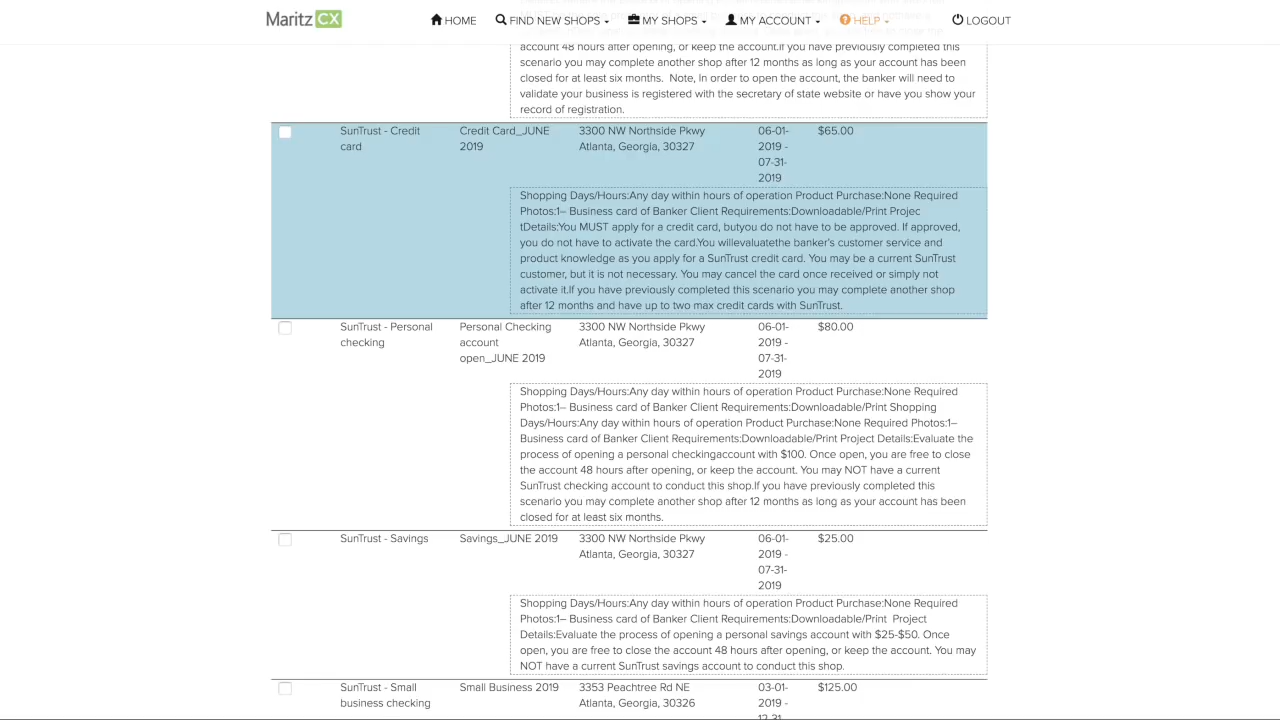 Maritz CX HOME FIND NEW SHOPS MY SHOPS MY ACCOUNT HELP LOGOUT
account 48 hours after opening, or keep the account.If you have previously completed this
scenario you may complete another shop after 12 months as long as your account has been
closed for at least six months.  Note, In order to open the account, the banker will need to
validate your business is registered with the secretary of state website or have you show your
record of registration.
SunTrust - Credit Credit Card_JUNE 3300 NW Northside Pkwy 06-01- $65.00
card 2019 Atlanta, Georgia, 30327 2019 -
07-31-
2019
Shopping Days/Hours:Any day within hours of operation Product Purchase:None Required
Photos:1– Business card of Banker Client Requirements:Downloadable/Print Projec
tDetails:You MUST apply for a credit card, butyou do not have to be approved. If approved,
you do not have to activate the card.You willevaluatethe banker's customer service and
product knowledge as you apply for a SunTrust credit card. You may be a current SunTrust
customer, but it is not necessary. You may cancel the card once received or simply not
activate it.If you have previously completed this scenario you may complete another shop
after 12 months and have up to two max credit cards with SunTrust.
SunTrust - Personal Personal Checking 3300 NW Northside Pkwy 06-01- $80.00
checking account Atlanta, Georgia, 30327 2019 -
open_JUNE 2019 07-31-
2019
Shopping Days/Hours:Any day within hours of operation Product Purchase:None Required
Photos:1– Business card of Banker Client Requirements:Downloadable/Print Shopping
Days/Hours:Any day within hours of operation Product Purchase:None Required Photos:1–
Business card of Banker Client Requirements:Downloadable/Print Project Details:Evaluate the
process of opening a personal checkingaccount with $100. Once open, you are free to close
the account 48 hours after opening, or keep the account. You may NOT have a current
SunTrust checking account to conduct this shop.If you have previously completed this
scenario you may complete another shop after 12 months as long as your account has been
closed for at least six months.
SunTrust - Savings Savings_JUNE 2019 3300 NW Northside Pkwy 06-01- $25.00
Atlanta, Georgia, 30327 2019 -
07-31-
2019
Shopping Days/Hours:Any day within hours of operation Product Purchase:None Required
Photos:1– Business card of Banker Client Requirements:Downloadable/Print  Project
Details:Evaluate the process of opening a personal savings account with $25-$50. Once
open, you are free to close the account 48 hours after opening, or keep the account. You may
NOT have a current SunTrust savings account to conduct this shop.
SunTrust - Small Small Business 2019 3353 Peachtree Rd NE 03-01- $125.00
business checking Atlanta, Georgia, 30326 2019 -
12-31-